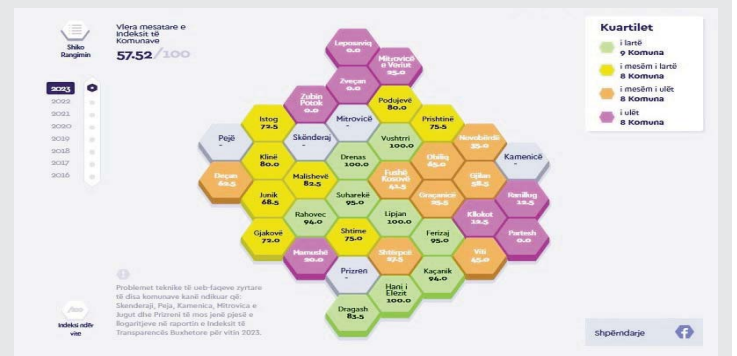 Shiko
Rangimin
Vlera mesatare e
Indeksit të
Komunave
57.52/100
2023
2022
2021
2020
2019
2018
2017
2016
Leposaviq
0.0
Mitrovicë
e Veriut
25.0
Zveçan
0.0
Zubin
Potok
0.0
Podujevë
80.0
Istog
72.5
Mitrovicë
-
Prishtinë
75.5
Pejë
-
Skënderaj
-
Vushtrri
100.0
Novobërdë
35.0
Klinë
80.0
Drenas
100.0
Obiliq
65.0
Kamenicë
-
Deçan
Malishevë
82.5
Fushë
Kosovë
Gjilan
58.5
Junik
68.5
Suharekë
95.0
Graçanicë
Ranillug
Rahovec
94.0
Lipjan
100.0
Kllokot
Gjakovë
72.0
Shtime
75.0
Ferizaj
95.0
Partesh
0.0
Mamushë
Shtërpcë
Viti
45.0
Prizren
-
Kaçanik
94.0
Hani i
Elezit
100.0
Dragash
83.5
Kuartilet
i lartë
9 Komuna
i mesëm i lartë
8 Komuna
i mesëm i ulët
8 Komuna
i ulët
8 Komuna
Problemet teknike të ueb-faqeve zyrtare
të disa komunave kanë ndikuar që:
Skenderaj, Peja, Kamenica, Mitrovica e
Jugut dhe Prizreni të mos jenë pjesë e
llogaritjeve në raportin e Indeksit të
Transparencës Buxhetore për vitin 2023.
Indeksi ndër
vite
Shpërndarje